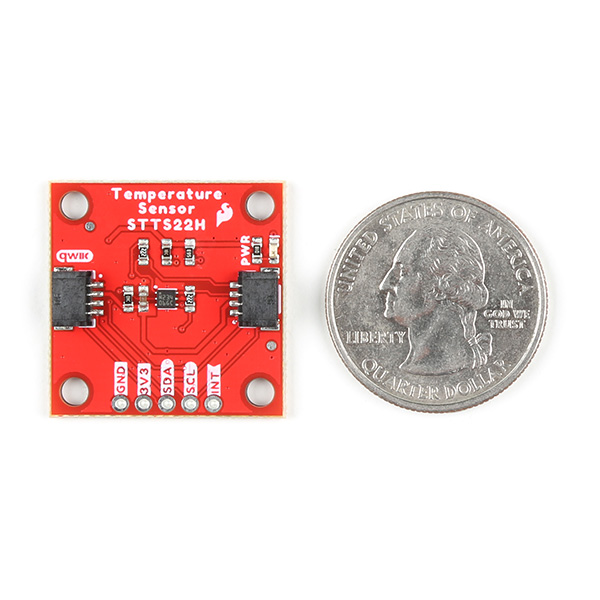 Temperature
Sensor
STTS22H
qwiic
PWR
GND
3V3
SDA
SCL
INT
UNITED STATES OF AMERICA
LIBERTY
IN
GOD WE
TRUST
QUARTER DOLLAR